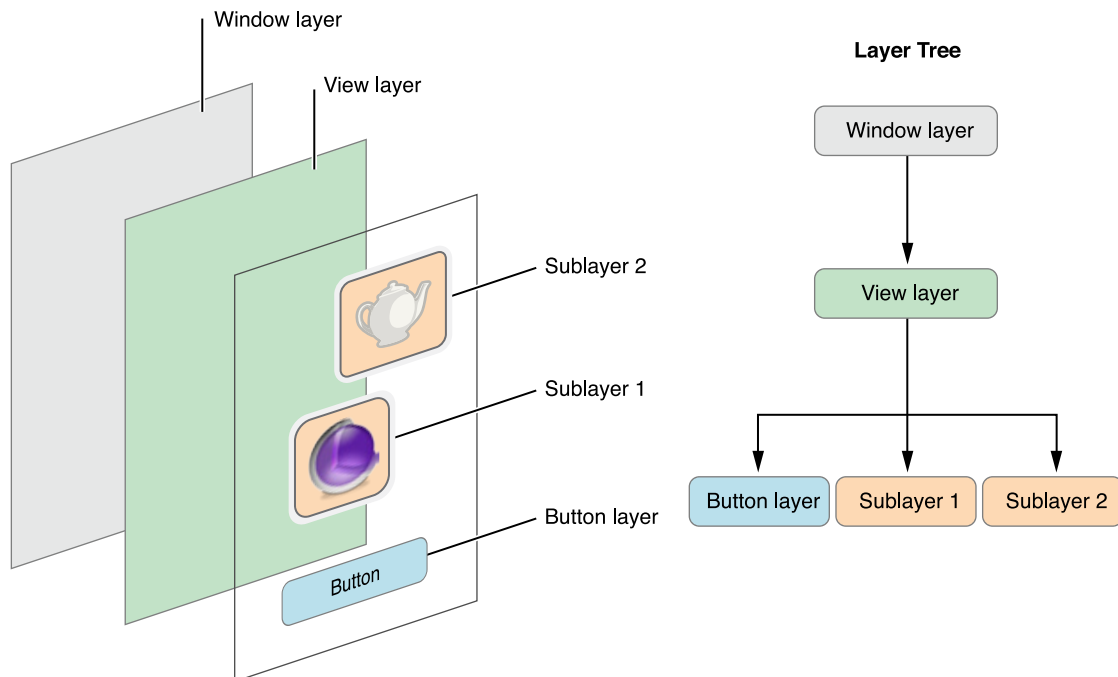 Window layer
View layer
Sublayer 2
Sublayer 1
Button layer
Button
Layer Tree
Window layer
View layer
Button layer
Sublayer 1
Sublayer 2